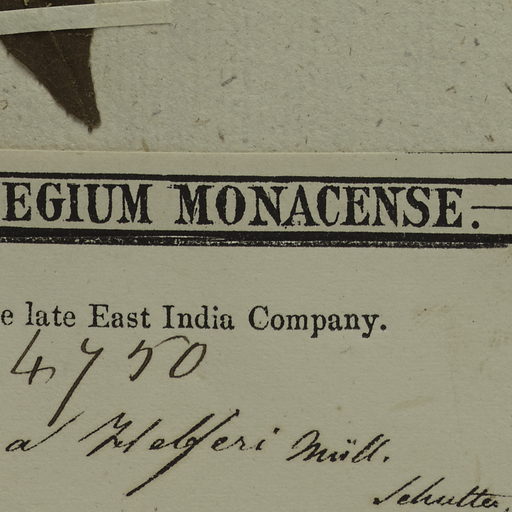 EGIUM MONACENSE.
e late East India Company.
4750
a Helferi Müll.
Schutter.